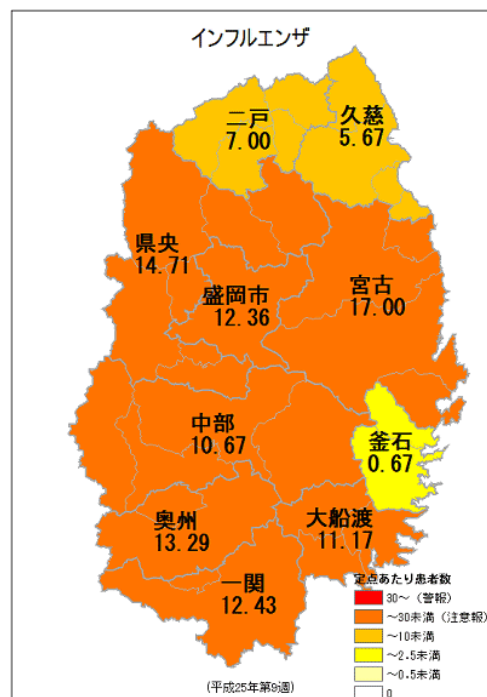 インフルエンザ
二戸
7.00
久慈
5.67
県央
14.71
盛岡市
12.36
宮古
17.00
中部
10.67
釜石
0.67
奥州
13.29
大船渡
11.17
一関
12.43
定点あたり患者数
30～（警報）
～30未満（注意報）
～10未満
～2.5未満
～0.5未満
0
(平成25年第9週)